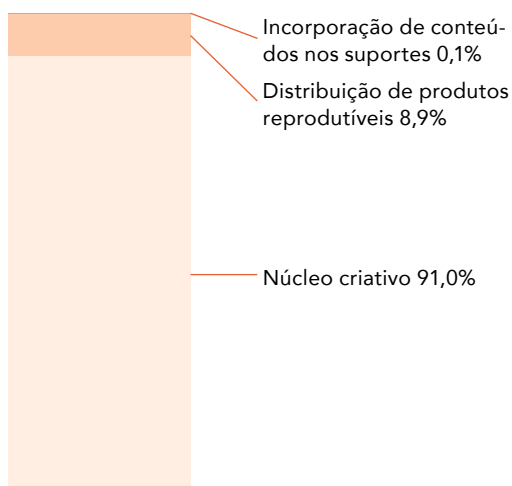 Incorporação de conteú-
dos nos suportes 0,1%
Distribuição de produtos
reprodutíveis 8,9%
Núcleo criativo 91,0%